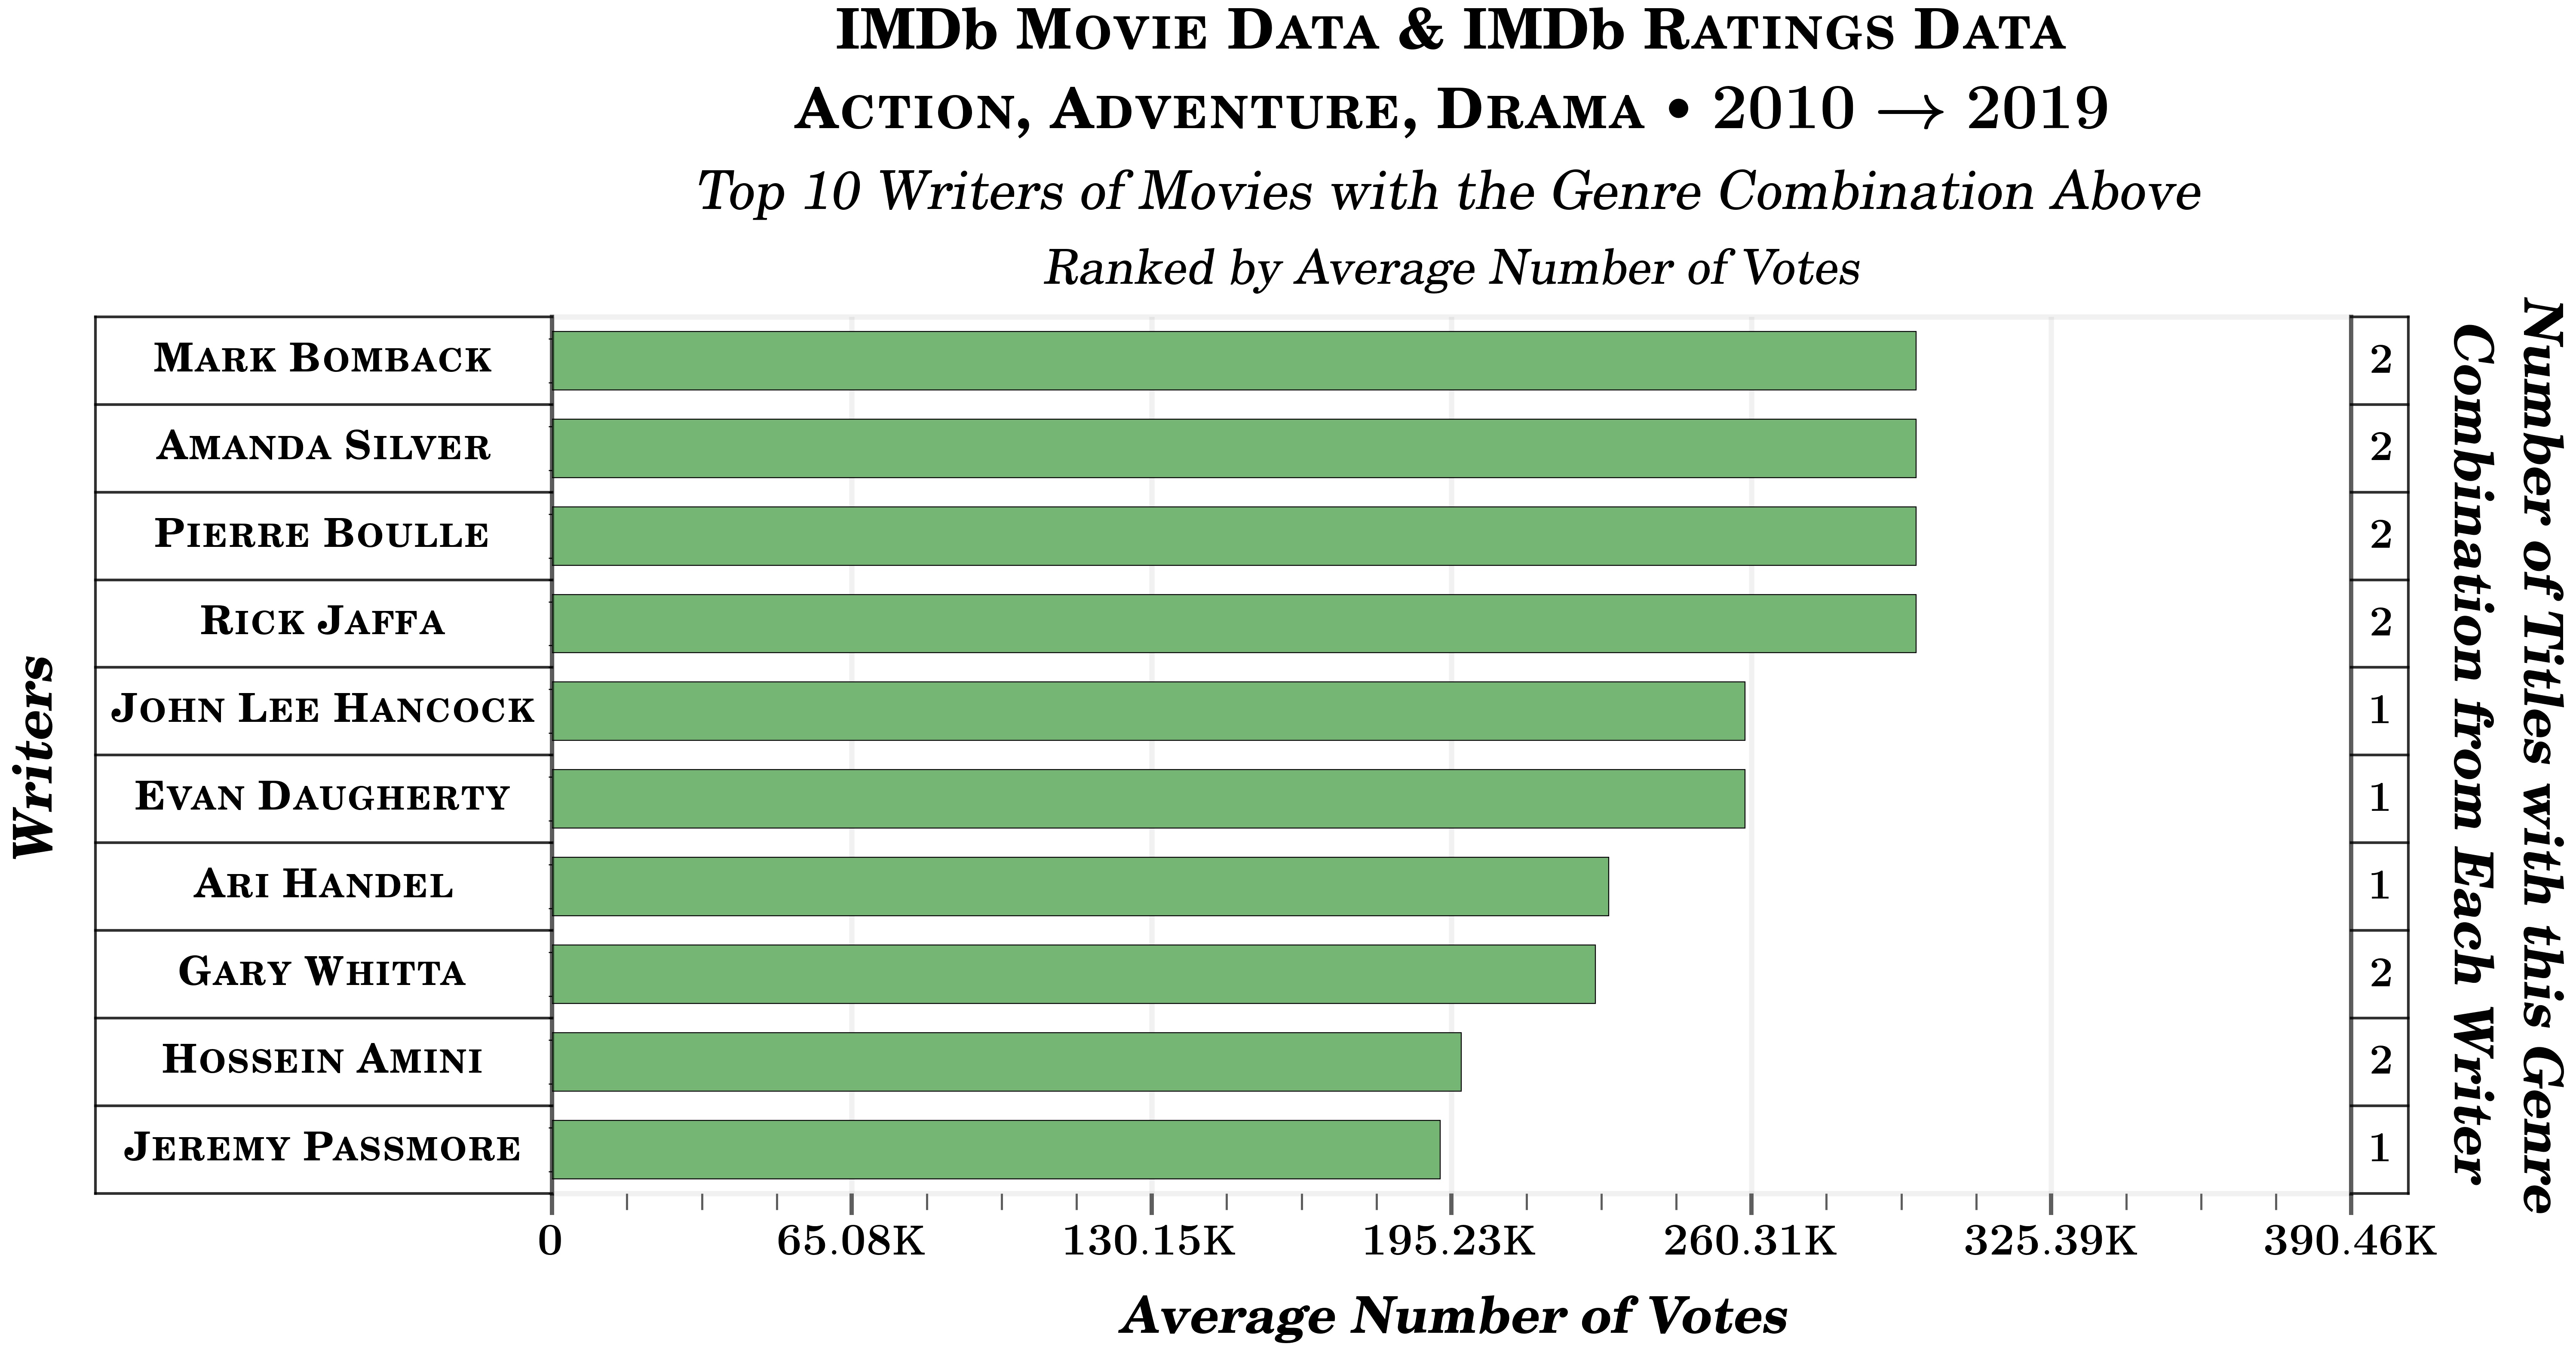 IMDb Movie Data & IMDb Ratings Data
Action, Adventure, Drama • 2010 → 2019
Top 10 Writers of Movies with the Genre Combination Above
Ranked by Average Number of Votes
Writers
Mark Bomback 2
Amanda Silver 2
Pierre Boulle 2
Rick Jaffa 2
John Lee Hancock 1
Evan Daugherty 1
Ari Handel 1
Gary Whitta 2
Hossein Amini 2
Jeremy Passmore 1
Number of Titles with this Genre
Combination from Each Writer
0 65.08K 130.15K 195.23K 260.31K 325.39K 390.46K
Average Number of Votes